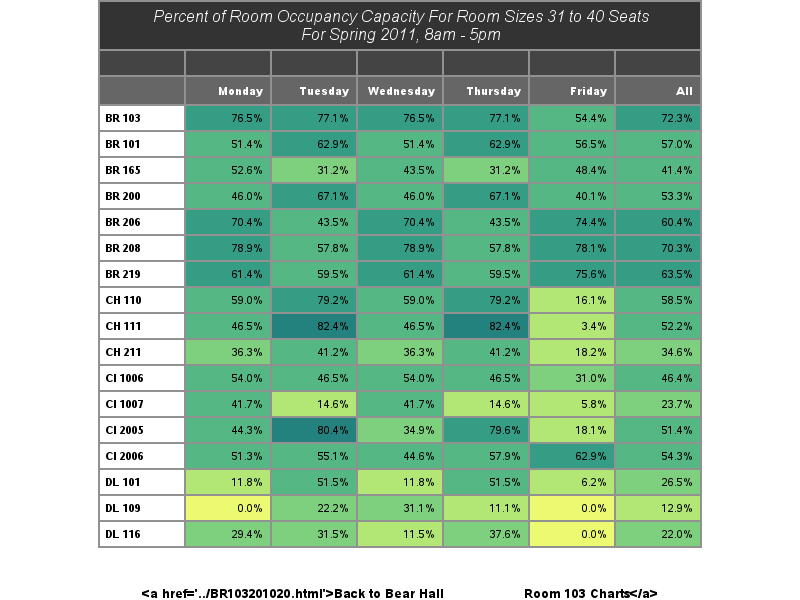 Percent of Room Occupancy Capacity For Room Sizes 31 to 40 Seats
For Spring 2011, 8am - 5pm
Monday Tuesday Wednesday Thursday Friday All
BR 103 76.5% 77.1% 76.5% 77.1% 54.4% 72.3%
BR 101 51.4% 62.9% 51.4% 62.9% 56.5% 57.0%
BR 165 52.6% 31.2% 43.5% 31.2% 48.4% 41.4%
BR 200 46.0% 67.1% 46.0% 67.1% 40.1% 53.3%
BR 206 70.4% 43.5% 70.4% 43.5% 74.4% 60.4%
BR 208 78.9% 57.8% 78.9% 57.8% 78.1% 70.3%
BR 219 61.4% 59.5% 61.4% 59.5% 75.6% 63.5%
CH 110 59.0% 79.2% 59.0% 79.2% 16.1% 58.5%
CH 111 46.5% 82.4% 46.5% 82.4% 3.4% 52.2%
CH 211 36.3% 41.2% 36.3% 41.2% 18.2% 34.6%
CI 1006 54.0% 46.5% 54.0% 46.5% 31.0% 46.4%
CI 1007 41.7% 14.6% 41.7% 14.6% 5.8% 23.7%
CI 2005 44.3% 80.4% 34.9% 79.6% 18.1% 51.4%
CI 2006 51.3% 55.1% 44.6% 57.9% 62.9% 54.3%
DL 101 11.8% 51.5% 11.8% 51.5% 6.2% 26.5%
DL 109 0.0% 22.2% 31.1% 11.1% 0.0% 12.9%
DL 116 29.4% 31.5% 11.5% 37.6% 0.0% 22.0%
<a href='../BR103201020.html'>Back to Bear Hall Room 103 Charts</a>